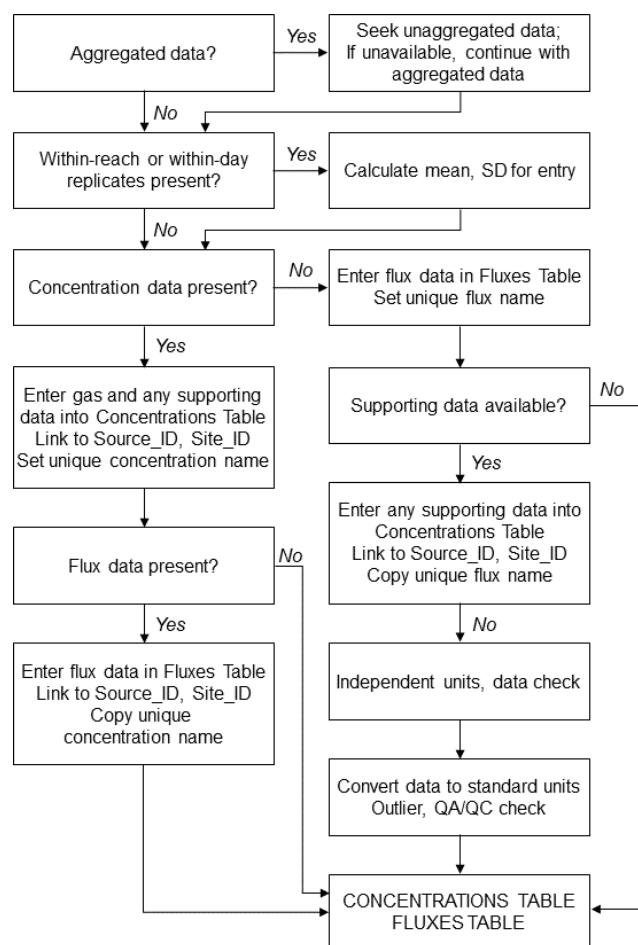 Aggregated data?
Yes
Seek unaggregated data;
If unavailable, continue with
aggregated data
No
Within-reach or within-day
replicates present?
Yes
Calculate mean, SD for entry
No
Concentration data present?
No
Enter flux data in Fluxes Table
Set unique flux name
Yes
Enter gas and any supporting
data into Concentrations Table
Link to Source_ID, Site_ID
Set unique concentration name
Supporting data available?
No
Yes
Flux data present?
No
Enter any supporting data into
Concentrations Table
Link to Source_ID, Site_ID
Copy unique flux name
Yes
No
Enter flux data in Fluxes Table
Link to Source_ID, Site_ID
Copy unique
concentration name
Independent units, data check
Convert data to standard units
Outlier, QA/QC check
CONCENTRATIONS TABLE
FLUXES TABLE